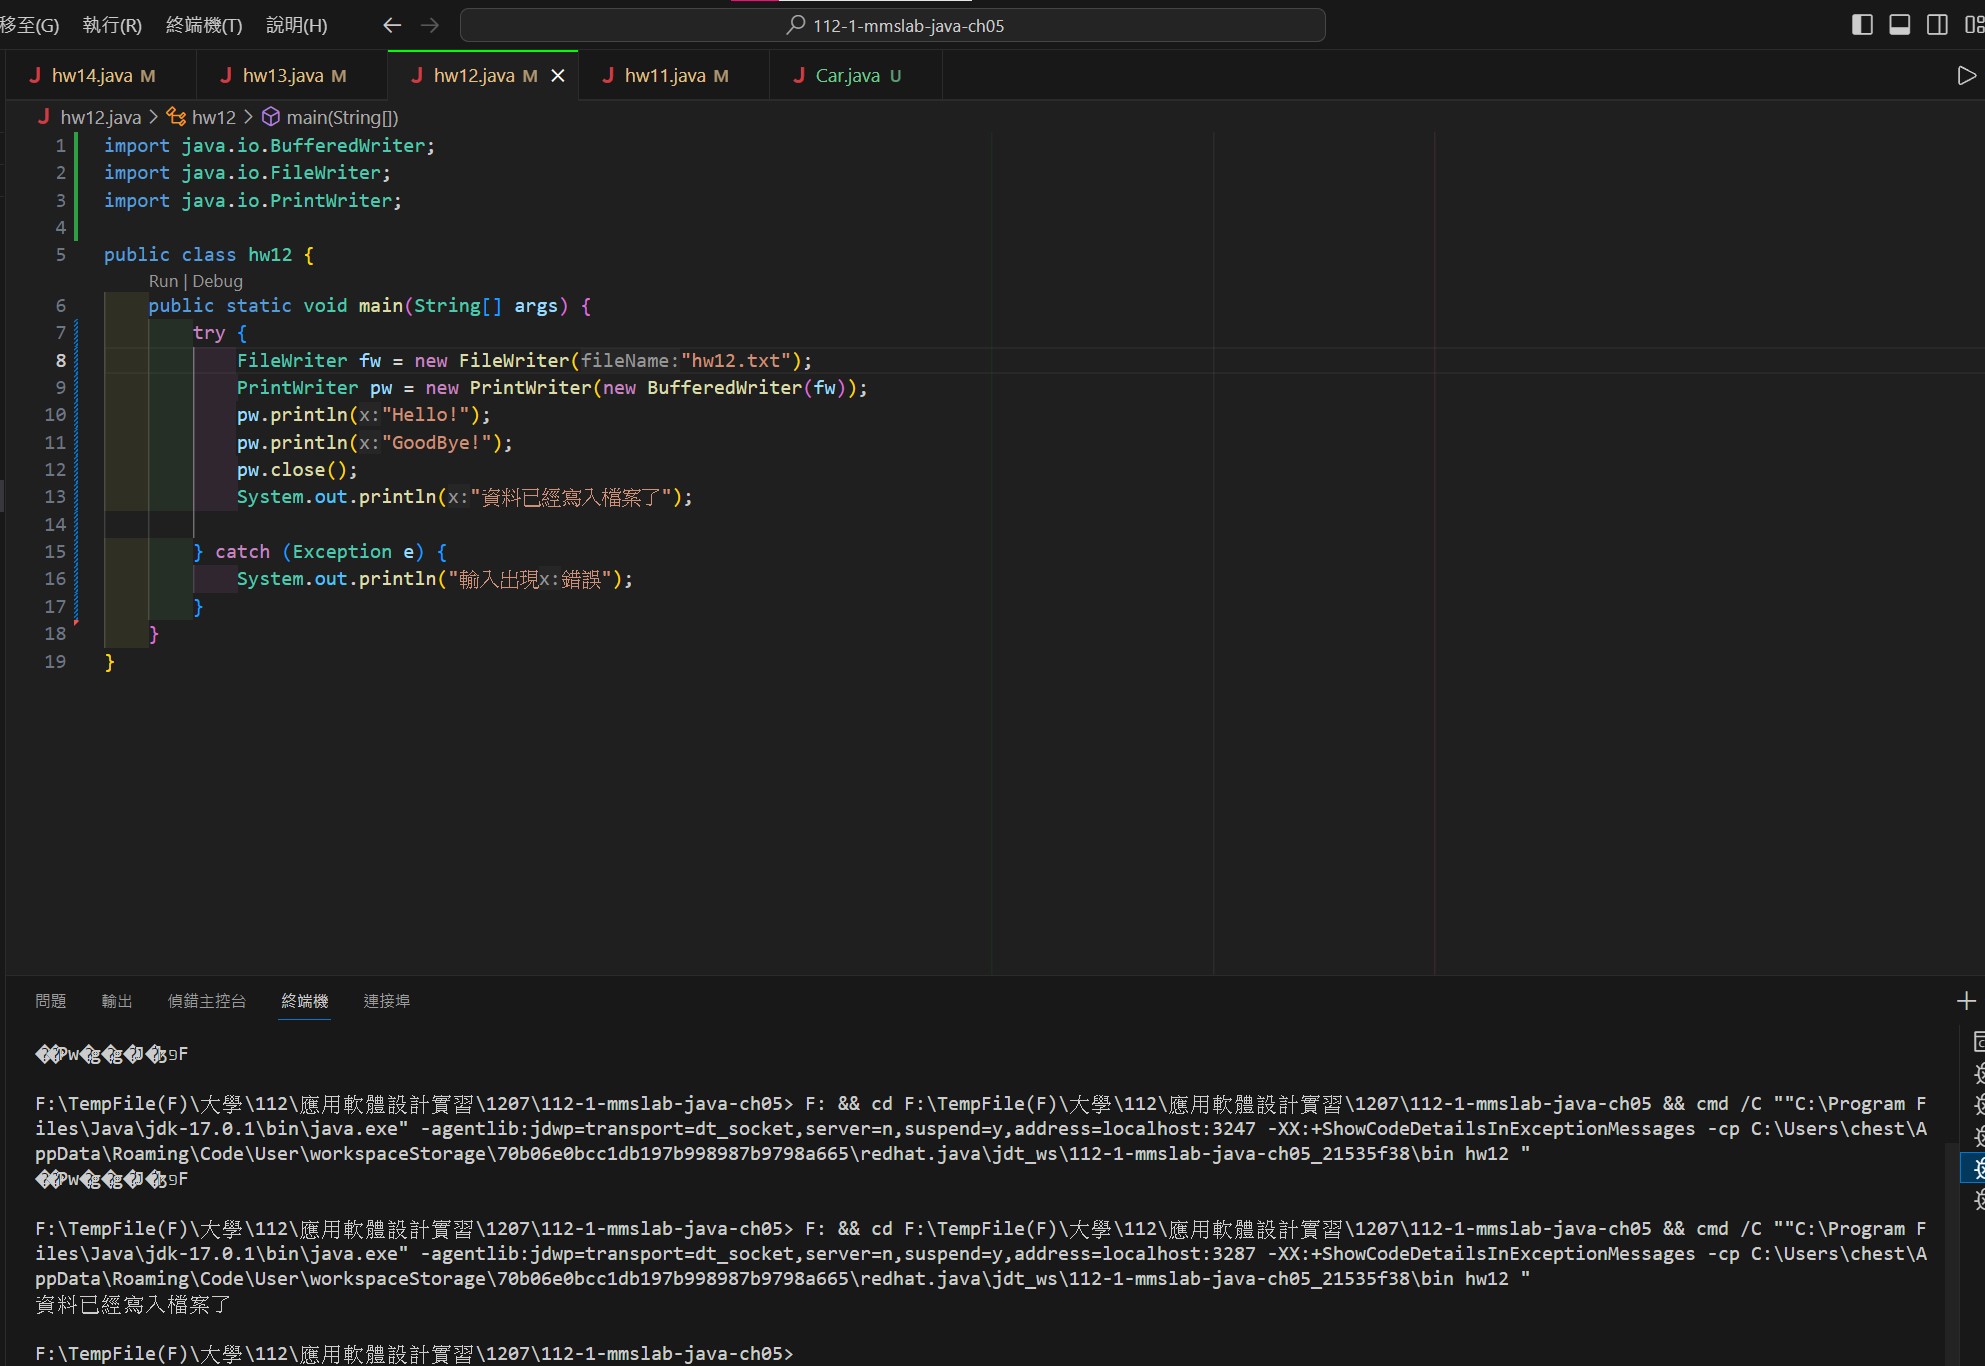 移至(G) 執行(R) 終端機(T) 說明(H) 112-1-mmslab-java-ch05
hw14.java M hw13.java M hw12.java M hw11.java M Car.java U
hw12.java > hw12 > main(String[])
1 import java.io.BufferedWriter;
2 import java.io.FileWriter;
3 import java.io.PrintWriter;
4
5 public class hw12 {
Run | Debug
6 public static void main(String[] args) {
7 try {
8 FileWriter fw = new FileWriter(fileName:"hw12.txt");
9 PrintWriter pw = new PrintWriter(new BufferedWriter(fw));
10 pw.println(x:"Hello!");
11 pw.println(x:"GoodBye!");
12 pw.close();
13 System.out.println(x:"資料已經寫入檔案了");
14
15 } catch (Exception e) {
16 System.out.println("輸入出現x:錯誤");
17 }
18 }
19 }
問題 輸出 偵錯主控台 終端機 連接埠
F:\TempFile(F)\大學\112\應用軟體設計實習\1207\112-1-mmslab-java-ch05> F: && cd F:\TempFile(F)\大學\112\應用軟體設計實習\1207\112-1-mmslab-java-ch05 && cmd /C ""C:\Program F
iles\Java\jdk-17.0.1\bin\java.exe" -agentlib:jdwp=transport=dt_socket,server=n,suspend=y,address=localhost:3247 -XX:+ShowCodeDetailsInExceptionMessages -cp C:\Users\chest\A
ppData\Roaming\Code\User\workspaceStorage\70b06e0bcc1db197b998987b9798a665\redhat.java\jdt_ws\112-1-mmslab-java-ch05_21535f38\bin hw12 "
F:\TempFile(F)\大學\112\應用軟體設計實習\1207\112-1-mmslab-java-ch05> F: && cd F:\TempFile(F)\大學\112\應用軟體設計實習\1207\112-1-mmslab-java-ch05 && cmd /C ""C:\Program F
iles\Java\jdk-17.0.1\bin\java.exe" -agentlib:jdwp=transport=dt_socket,server=n,suspend=y,address=localhost:3287 -XX:+ShowCodeDetailsInExceptionMessages -cp C:\Users\chest\A
ppData\Roaming\Code\User\workspaceStorage\70b06e0bcc1db197b998987b9798a665\redhat.java\jdt_ws\112-1-mmslab-java-ch05_21535f38\bin hw12 "
資料已經寫入檔案了
F:\TempFile(F)\大學\112\應用軟體設計實習\1207\112-1-mmslab-java-ch05>